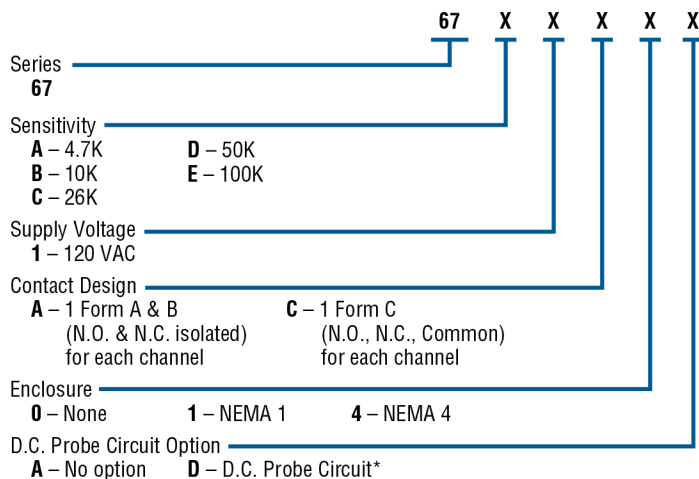 67 X X X X X
Series
67
Sensitivity
A – 4.7K D – 50K
B – 10K E – 100K
C – 26K
Supply Voltage
1 – 120 VAC
Contact Design
A – 1 Form A & B C – 1 Form C
(N.O. & N.C. isolated) (N.O., N.C., Common)
for each channel for each channel
Enclosure
0 – None 1 – NEMA 1 4 – NEMA 4
D.C. Probe Circuit Option
A – No option D – D.C. Probe Circuit*